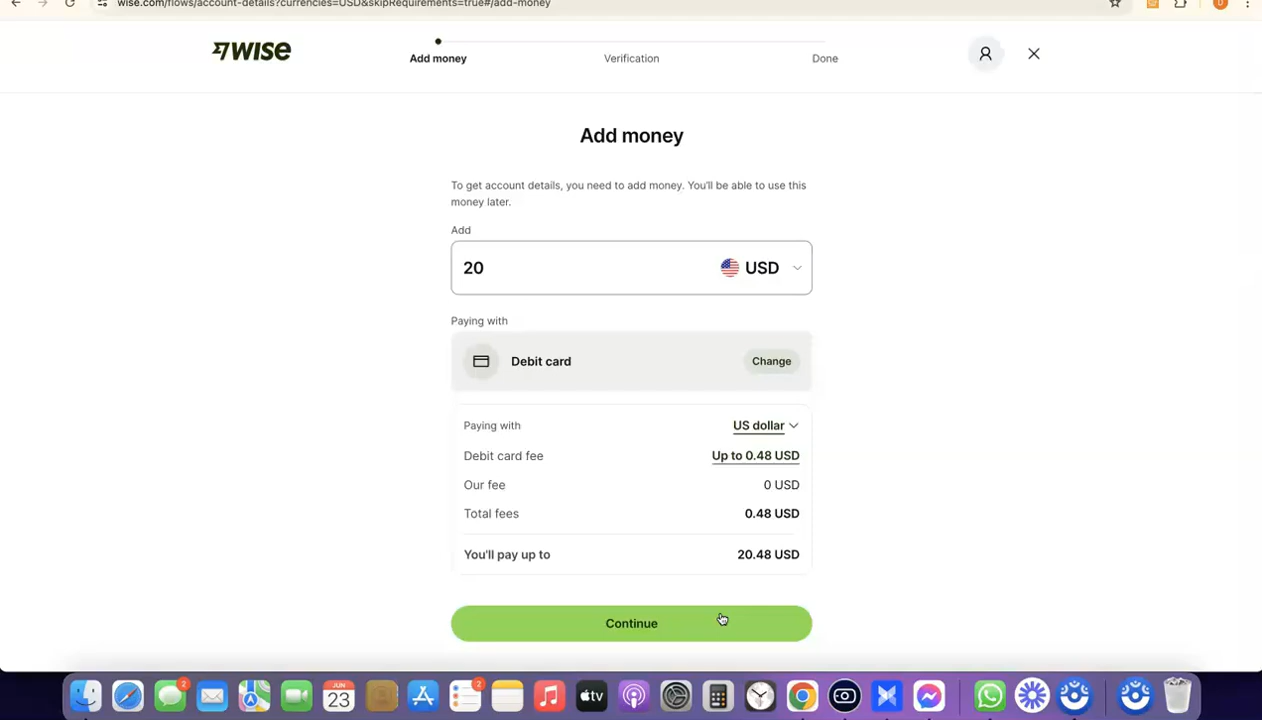 wise.com/flows/account-details?currencies=USD&skipRequirements=true#/add-money
WISE
Add money
Verification
Done
Add money
To get account details, you need to add money. You'll be able to use this
money later.
Add
20
USD
Paying with
Debit card
Change
Paying with
US dollar
Debit card fee
Up to 0.48 USD
Our fee
0 USD
Total fees
0.48 USD
You'll pay up to
20.48 USD
Continue
2
JUN
23
2
tv